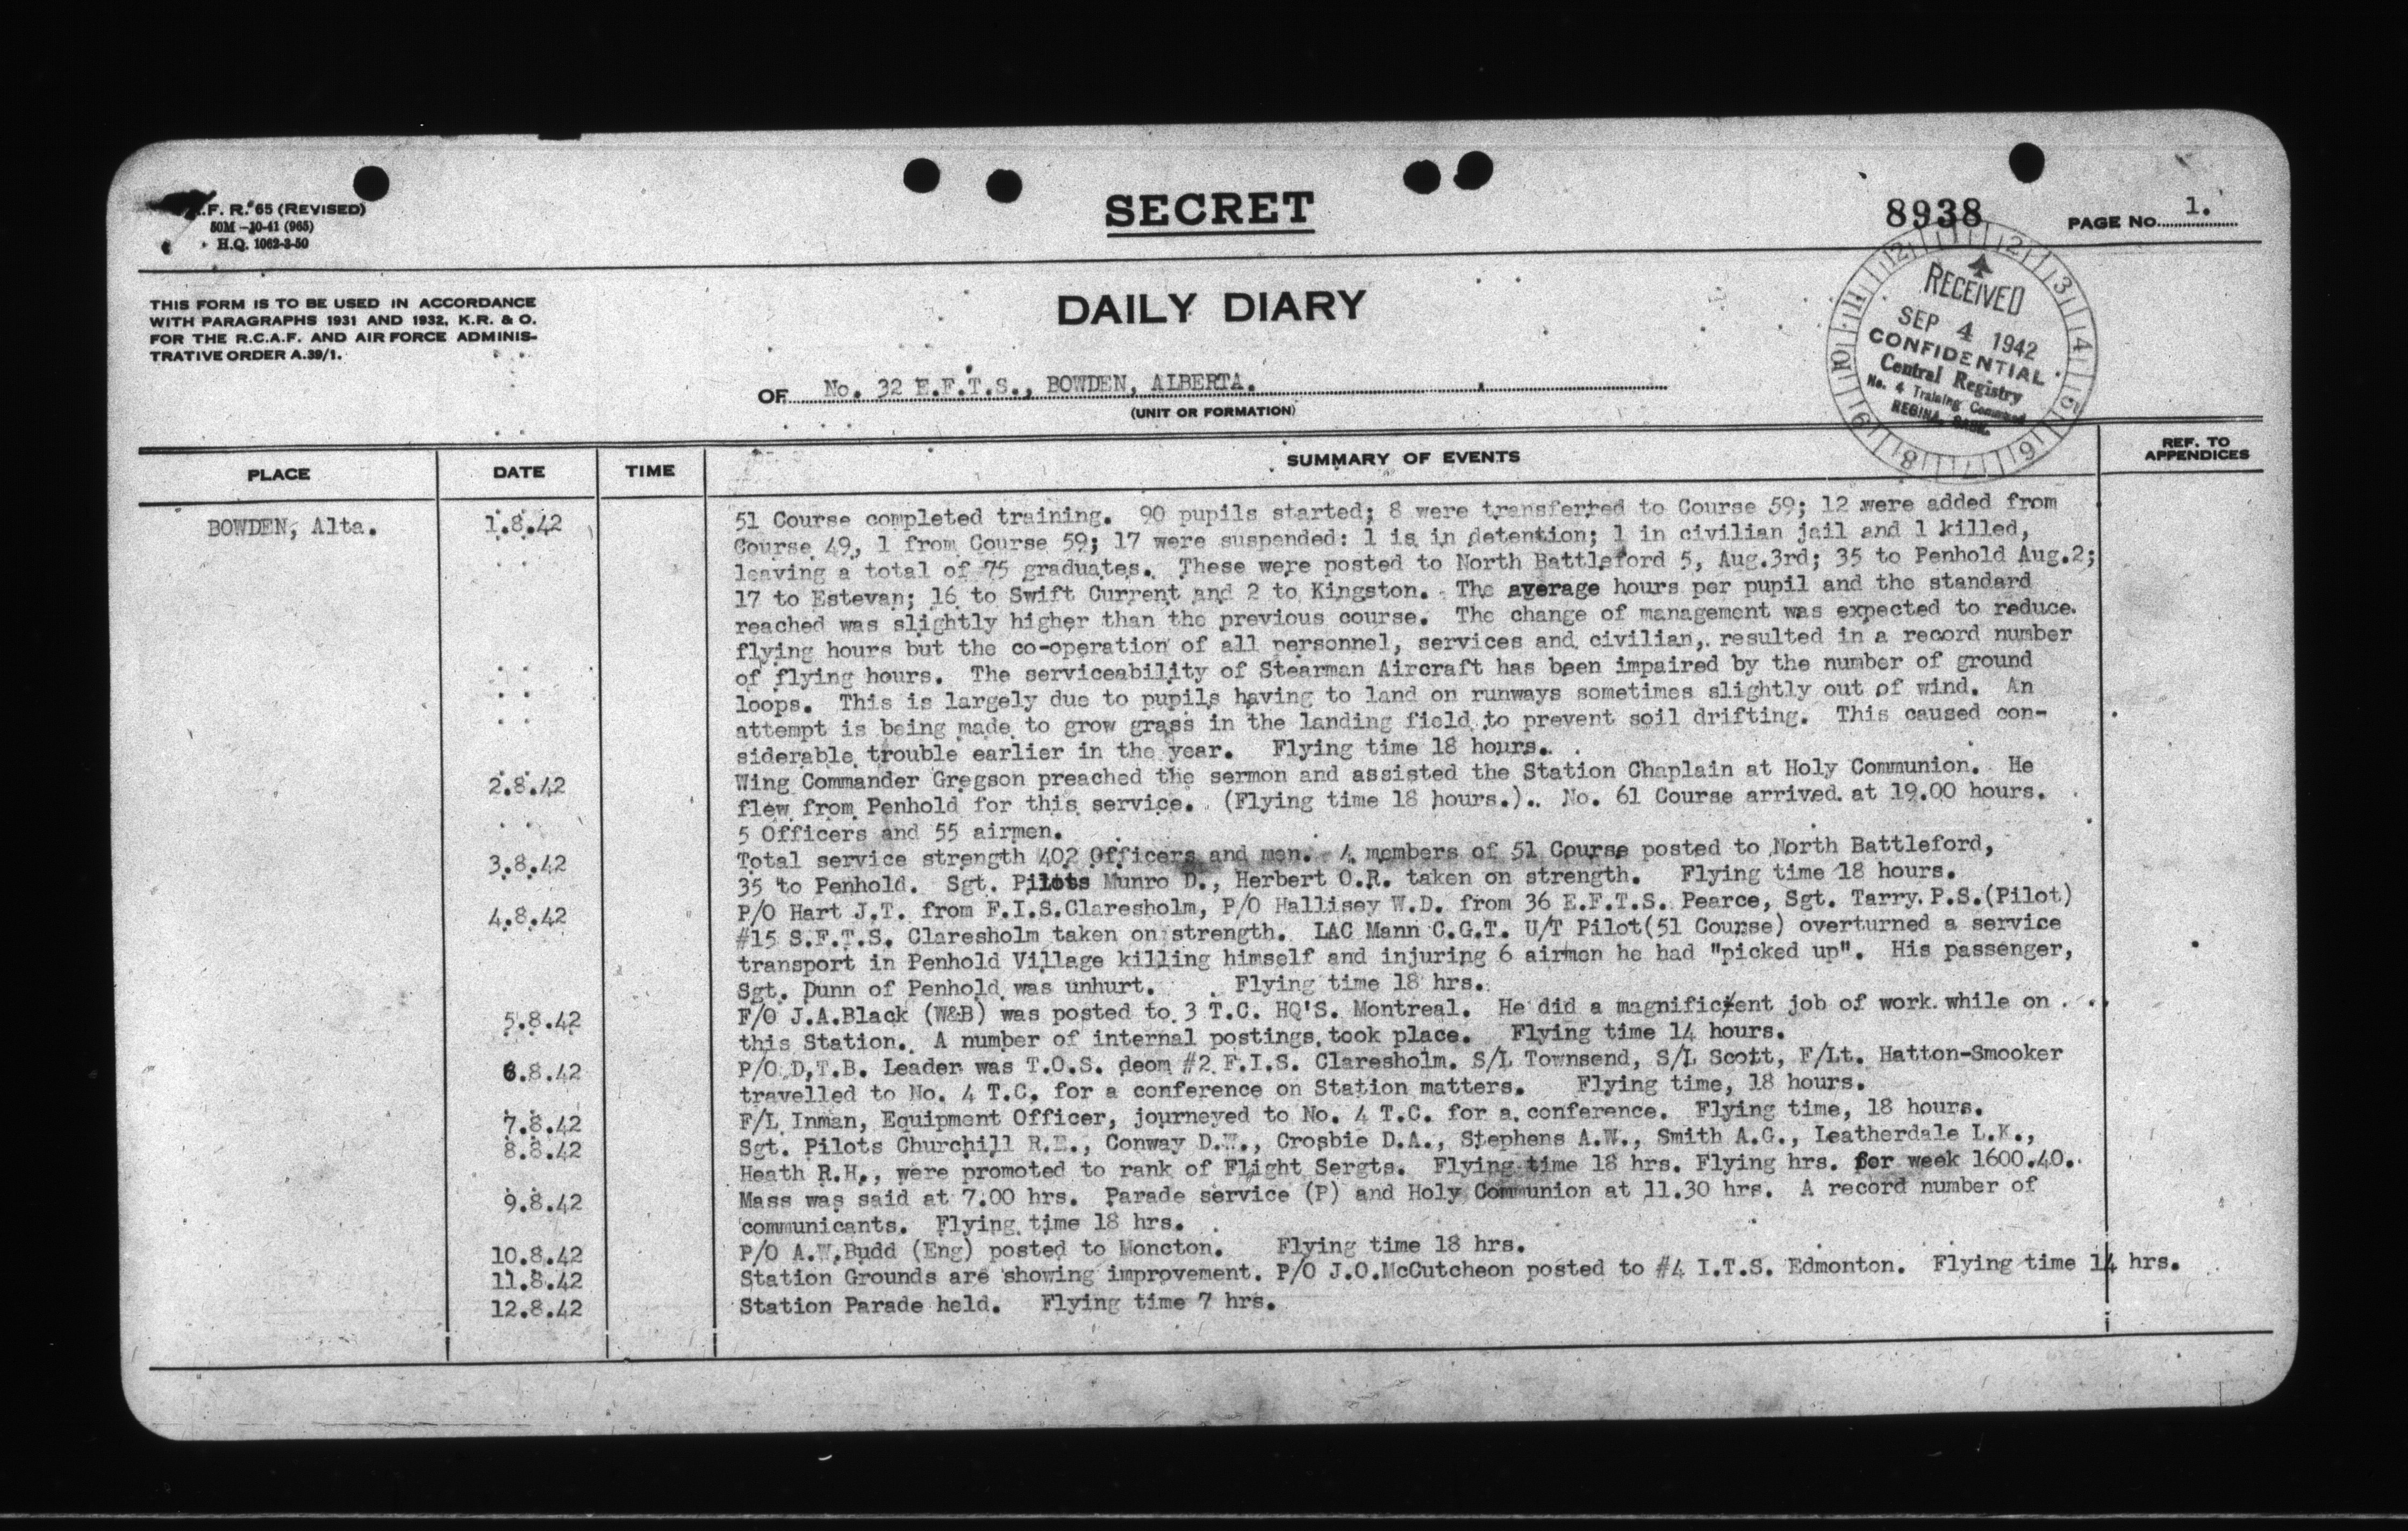 .F. R. 65 (REVISED)
50M—10-41 (965)
H.Q. 1062-3-50
SECRET
8938
PAGE No. 1.
THIS FORM IS TO BE USED IN ACCORDANCE
WITH PARAGRAPHS 1931 AND 1932, K.R. & O.
FOR THE R.C.A.F. AND AIR FORCE ADMINIS-
TRATIVE ORDER A.39/1.
DAILY DIARY
OF No. 32 E.F.T.S., BOWDEN, ALBERTA.
(UNIT OR FORMATION)
12 1 2 3 4 5 6 7 8 9 10 11
RECEIVED
SEP 4 1942
CONFIDENTIAL
Central Registry
No. 4 Training Command
REGINA, SASK.
PLACE DATE TIME SUMMARY OF EVENTS REF. TO APPENDICES
BOWDEN, Alta. 1.8.42 51 Course completed training. 90 pupils started; 8 were transferred to Course 59; 12 were added from
Course 49, 1 from Course 59; 17 were suspended: 1 is in detention; 1 in civilian jail and 1 killed,
leaving a total of 75 graduates. These were posted to North Battleford 5, Aug.3rd; 35 to Penhold Aug.2;
17 to Estevan; 16 to Swift Current and 2 to Kingston. The average hours per pupil and the standard
reached was slightly higher than the previous course. The change of management was expected to reduce
flying hours but the co-operation of all personnel, services and civilian, resulted in a record number
of flying hours. The serviceability of Stearman Aircraft has been impaired by the number of ground
loops. This is largely due to pupils having to land on runways sometimes slightly out of wind. An
attempt is being made to grow grass in the landing field to prevent soil drifting. This caused con-
siderable trouble earlier in the year. Flying time 18 hours.
2.8.42 Wing Commander Gregson preached the sermon and assisted the Station Chaplain at Holy Communion. He
flew from Penhold for this service. (Flying time 18 hours.). No. 61 Course arrived at 19.00 hours.
5 Officers and 55 airmen.
3.8.42 Total service strength 402 Officers and men. 4 members of 51 Course posted to North Battleford,
35 to Penhold. Sgt. Pilots Munro D., Herbert O.R. taken on strength. Flying time 18 hours.
4.8.42 P/O Hart J.T. from F.I.S.Claresholm, P/O Hallisey W.D. from 36 E.F.T.S. Pearce, Sgt. Tarry P.S.(Pilot)
#15 S.F.T.S. Claresholm taken on strength. LAC Mann C.G.T. U/T Pilot(51 Course) overturned a service
transport in Penhold Village killing himself and injuring 6 airmen he had "picked up". His passenger,
Sgt. Dunn of Penhold was unhurt. Flying time 18 hrs.
5.8.42 F/O J.A.Black (W&B) was posted to 3 T.C. HQ'S. Montreal. He did a magnificent job of work while on
this Station. A number of internal postings took place. Flying time 14 hours.
6.8.42 P/O D.T.B. Leader was T.O.S. deom #2 F.I.S. Claresholm. S/L Townsend, S/L Scott, F/Lt. Hatton-Smooker
travelled to No. 4 T.C. for a conference on Station matters. Flying time, 18 hours.
7.8.42 F/L Inman, Equipment Officer, journeyed to No. 4 T.C. for a conference. Flying time, 18 hours.
8.8.42 Sgt. Pilots Churchill R.E., Conway D.W., Crosbie D.A., Stephens A.W., Smith A.G., Leatherdale L.K.,
Heath R.H., were promoted to rank of Flight Sergts. Flying time 18 hrs. Flying hrs. for week 1600.40.
9.8.42 Mass was said at 7.00 hrs. Parade service (P) and Holy Communion at 11.30 hrs. A record number of
communicants. Flying time 18 hrs.
10.8.42 P/O A.W.Budd (Eng) posted to Moncton. Flying time 18 hrs.
11.8.42 Station Grounds are showing improvement. P/O J.O.McCutcheon posted to #4 I.T.S. Edmonton. Flying time 14 hrs.
12.8.42 Station Parade held. Flying time 7 hrs.